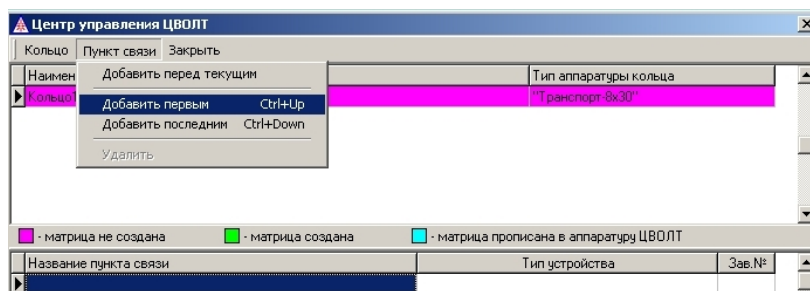 Центр управления ЦВОЛТ
Кольцо Пункт связи Закрыть
Наимен
Тип аппаратуры кольца
Кольцо1
"Транспорт-8х30"
Добавить перед текущим
Добавить первым Ctrl+Up
Добавить последним Ctrl+Down
Удалить
- матрица не создана - матрица создана - матрица прописана в аппаратуру ЦВОЛТ
Название пункта связи Тип устройства Зав.№